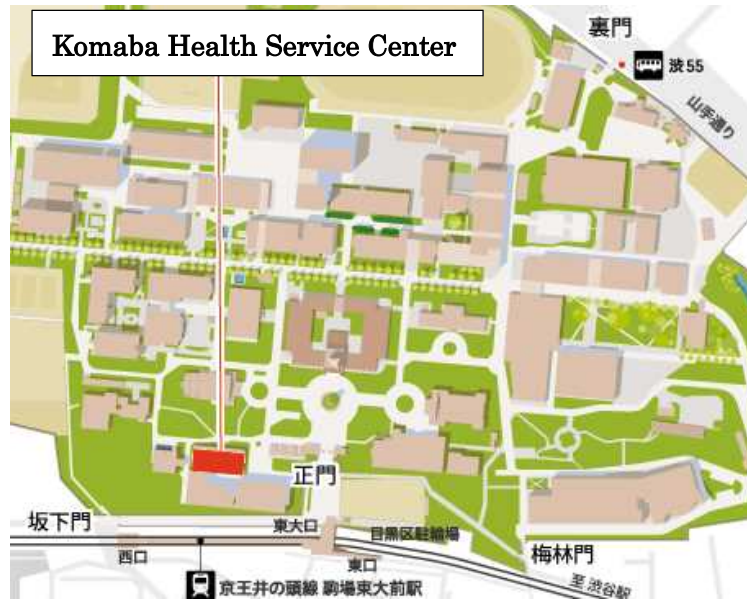 Komaba Health Service Center
裏門
渋55
山手通り
正門
坂下門
東大口
目黒区駐輪場
西口
東口
梅林門
京王井の頭線 駒場東大前駅
至 渋谷駅